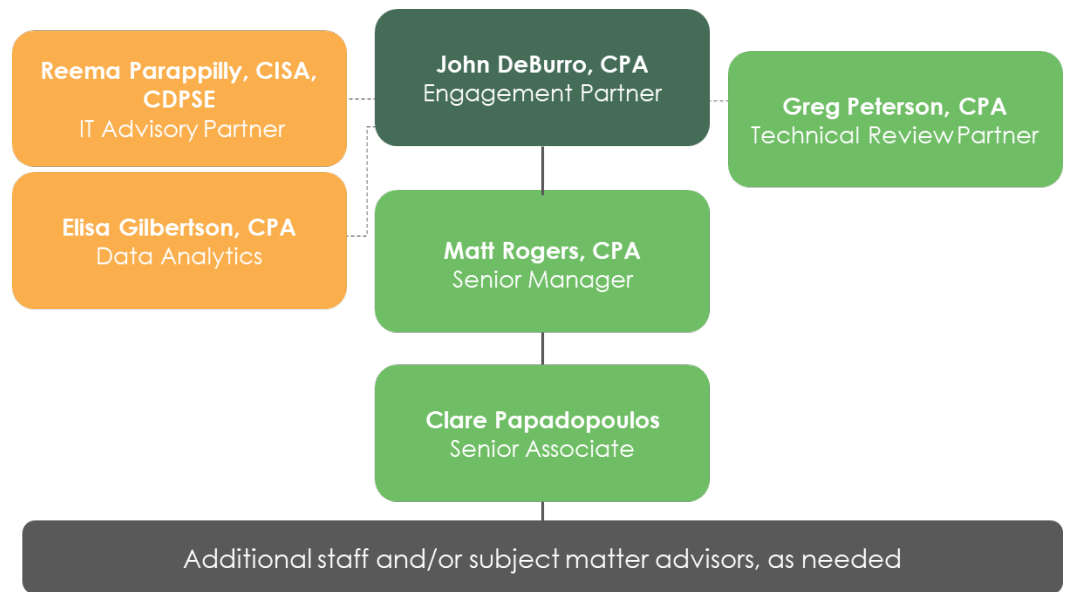 Reema Parappilly, CISA,
CDPSE
IT Advisory Partner
John DeBurro, CPA
Engagement Partner
Greg Peterson, CPA
Technical Review Partner
Elisa Gilbertson, CPA
Data Analytics
Matt Rogers, CPA
Senior Manager
Clare Papadopoulos
Senior Associate
Additional staff and/or subject matter advisors, as needed